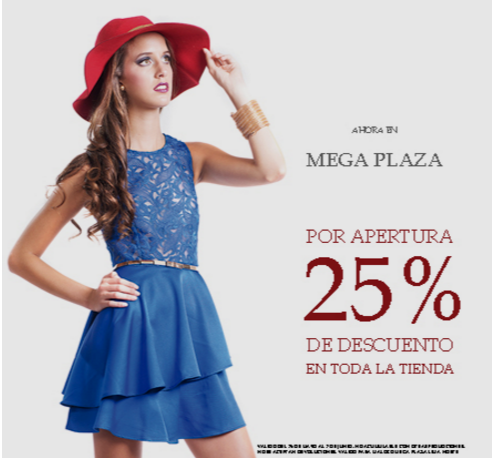 AHORA EN
MEGA PLAZA
POR APERTURA
25%
DE DESCUENTO
EN TODA LA TIENDA